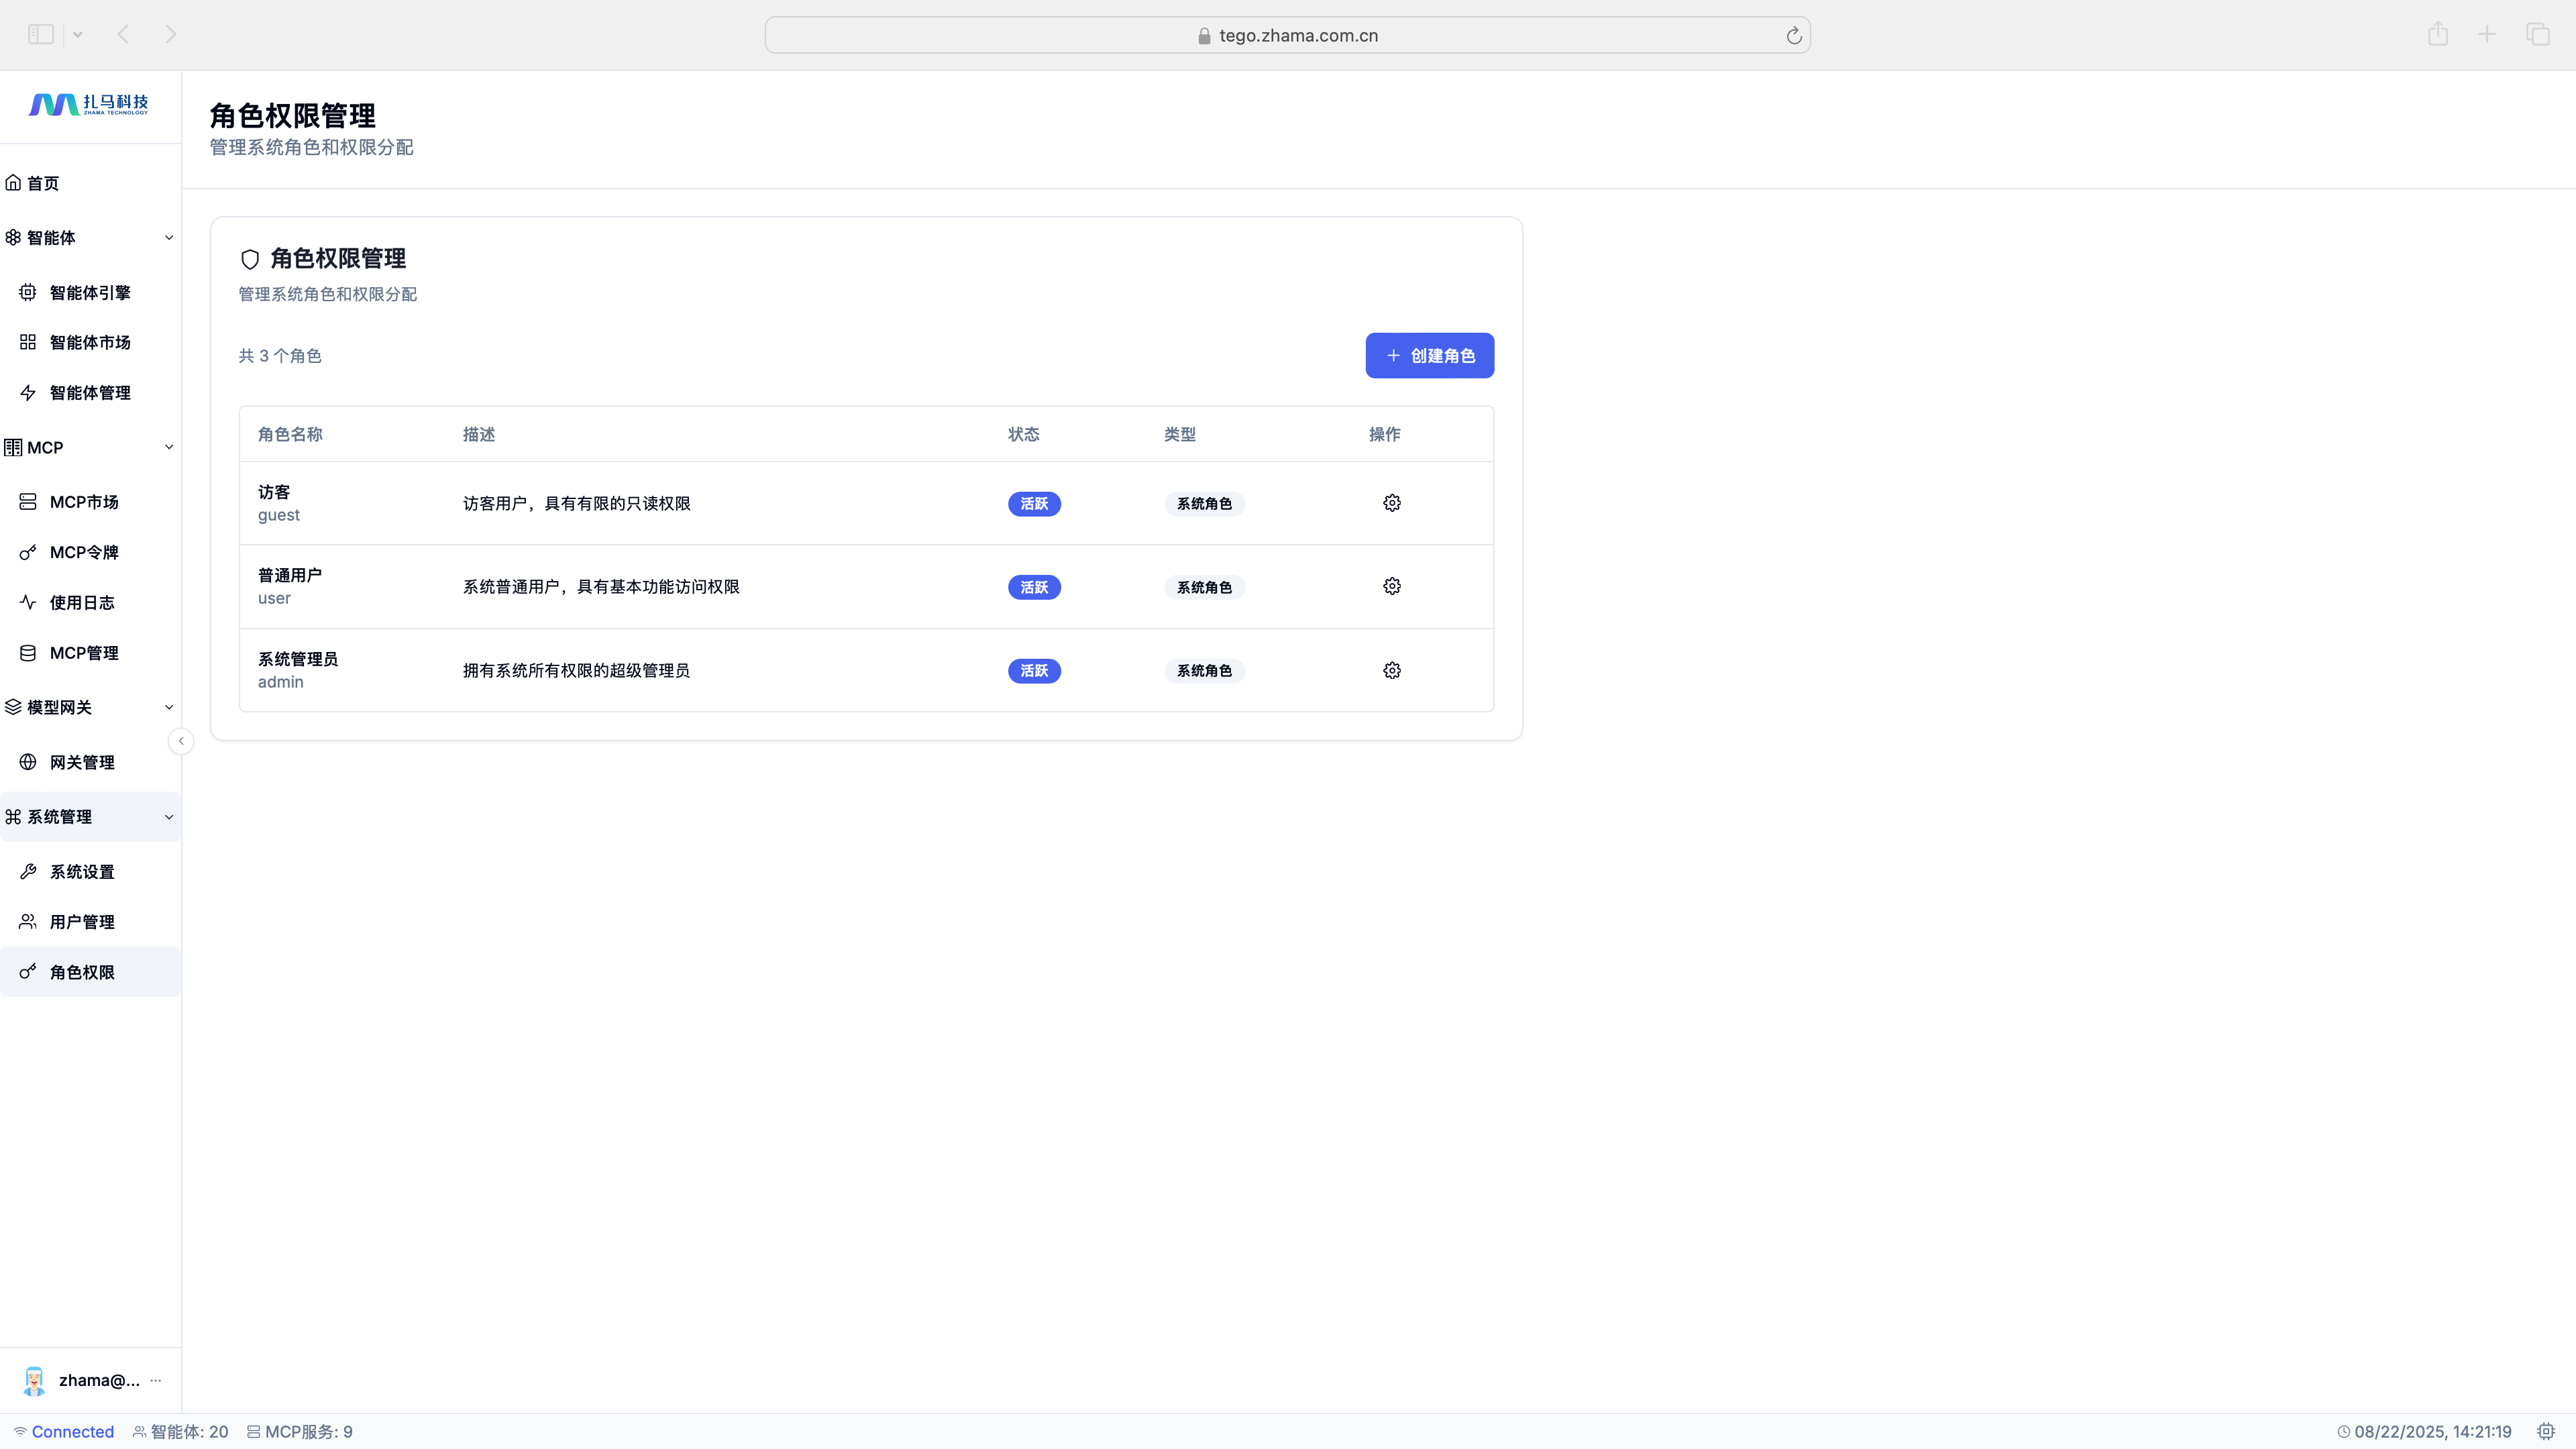 tego.zhama.com.cn
扎马科技
ZHAMA TECHNOLOGY
首页
智能体
智能体引擎
智能体市场
智能体管理
MCP
MCP市场
MCP令牌
使用日志
MCP管理
模型网关
网关管理
系统管理
系统设置
用户管理
角色权限
zhama@... ···
角色权限管理
管理系统角色和权限分配
角色权限管理
管理系统角色和权限分配
共 3 个角色
创建角色
角色名称 描述 状态 类型 操作
访客
guest
访客用户，具有有限的只读权限 活跃 系统角色
普通用户
user
系统普通用户，具有基本功能访问权限 活跃 系统角色
系统管理员
admin
拥有系统所有权限的超级管理员 活跃 系统角色
Connected 智能体: 20 MCP服务: 9 08/22/2025, 14:21:19